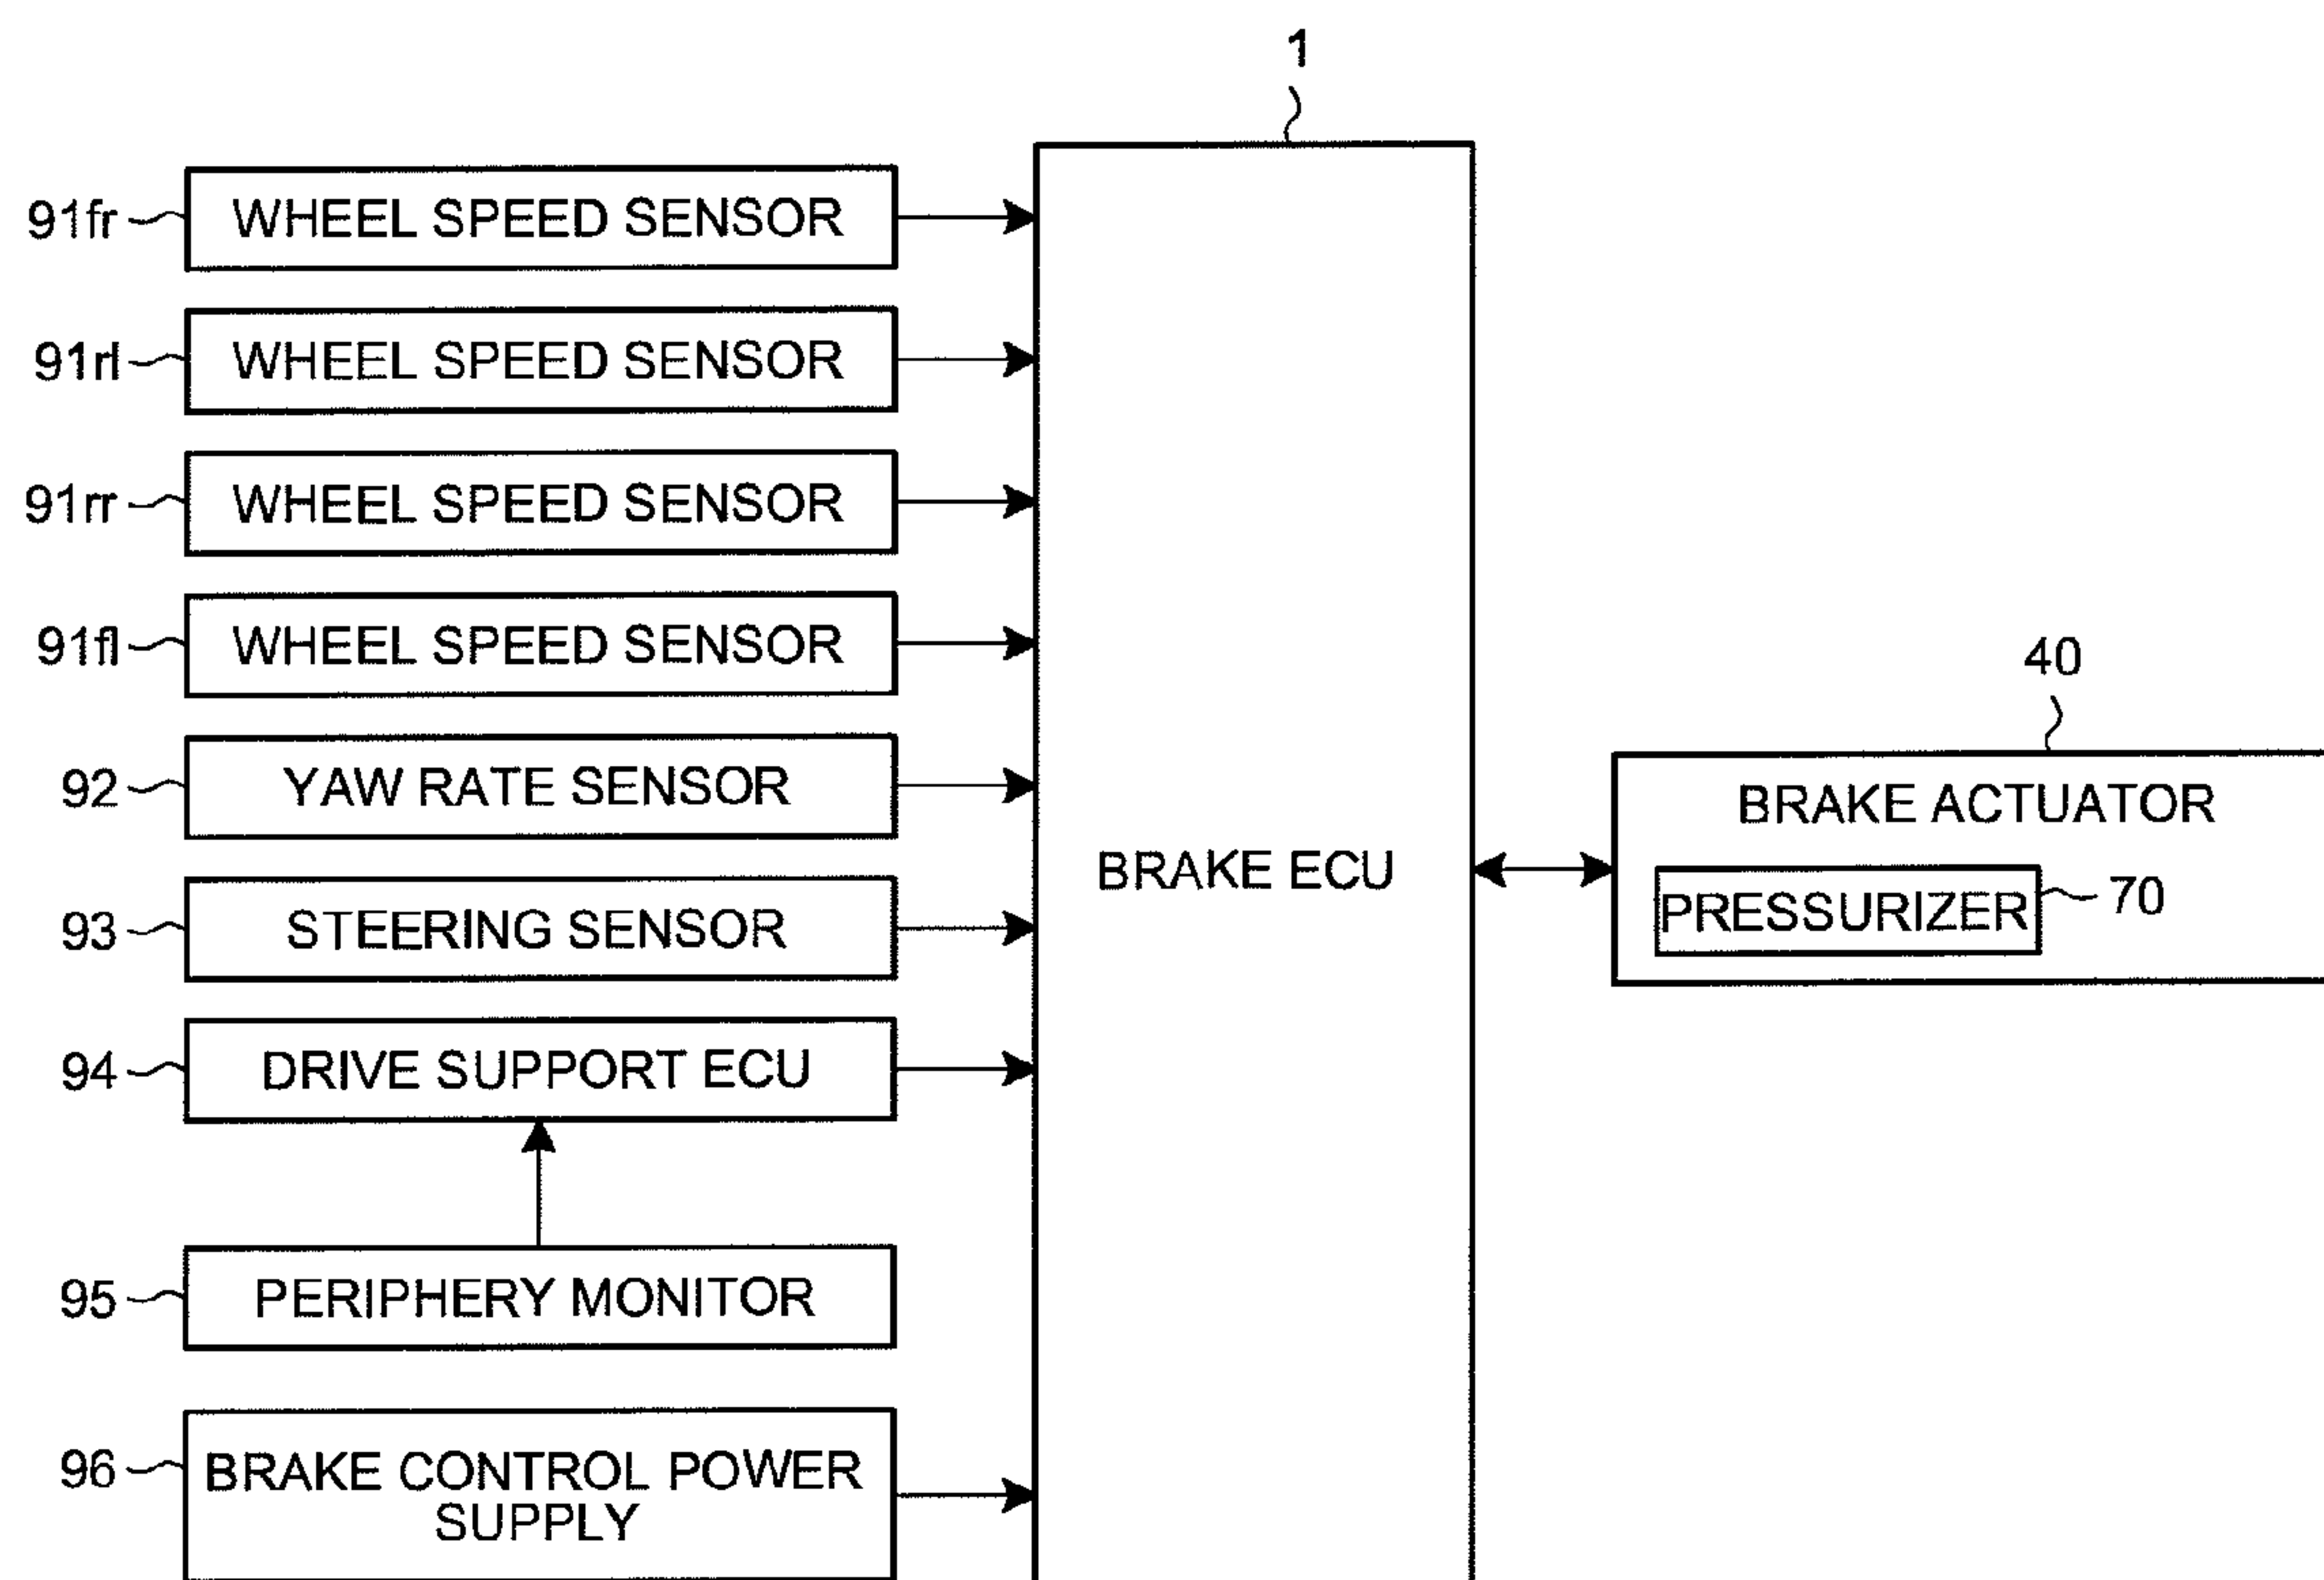 1
91fr WHEEL SPEED SENSOR
91rl WHEEL SPEED SENSOR
91rr WHEEL SPEED SENSOR
91fl WHEEL SPEED SENSOR
40
92 YAW RATE SENSOR
BRAKE ACTUATOR
BRAKE ECU
PRESSURIZER 70
93 STEERING SENSOR
94 DRIVE SUPPORT ECU
95 PERIPHERY MONITOR
96 BRAKE CONTROL POWER
SUPPLY